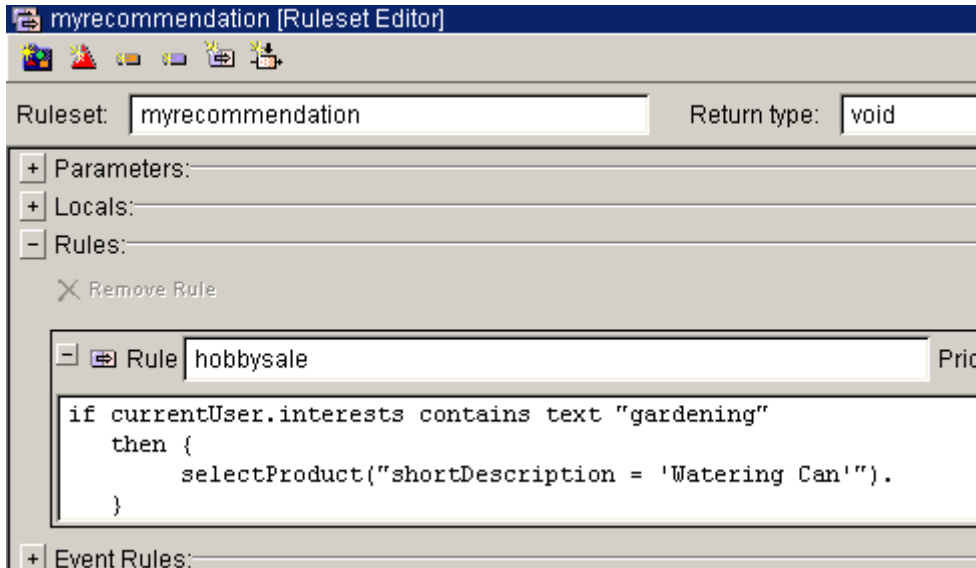 myrecommendation [Ruleset Editor]
Ruleset: myrecommendation Return type: void
+ Parameters:
+ Locals:
- Rules:
Remove Rule
- Rule hobbysale
if currentUser.interests contains text "gardening"
then {
selectProduct("shortDescription = 'Watering Can'").
}
+ Event Rules: